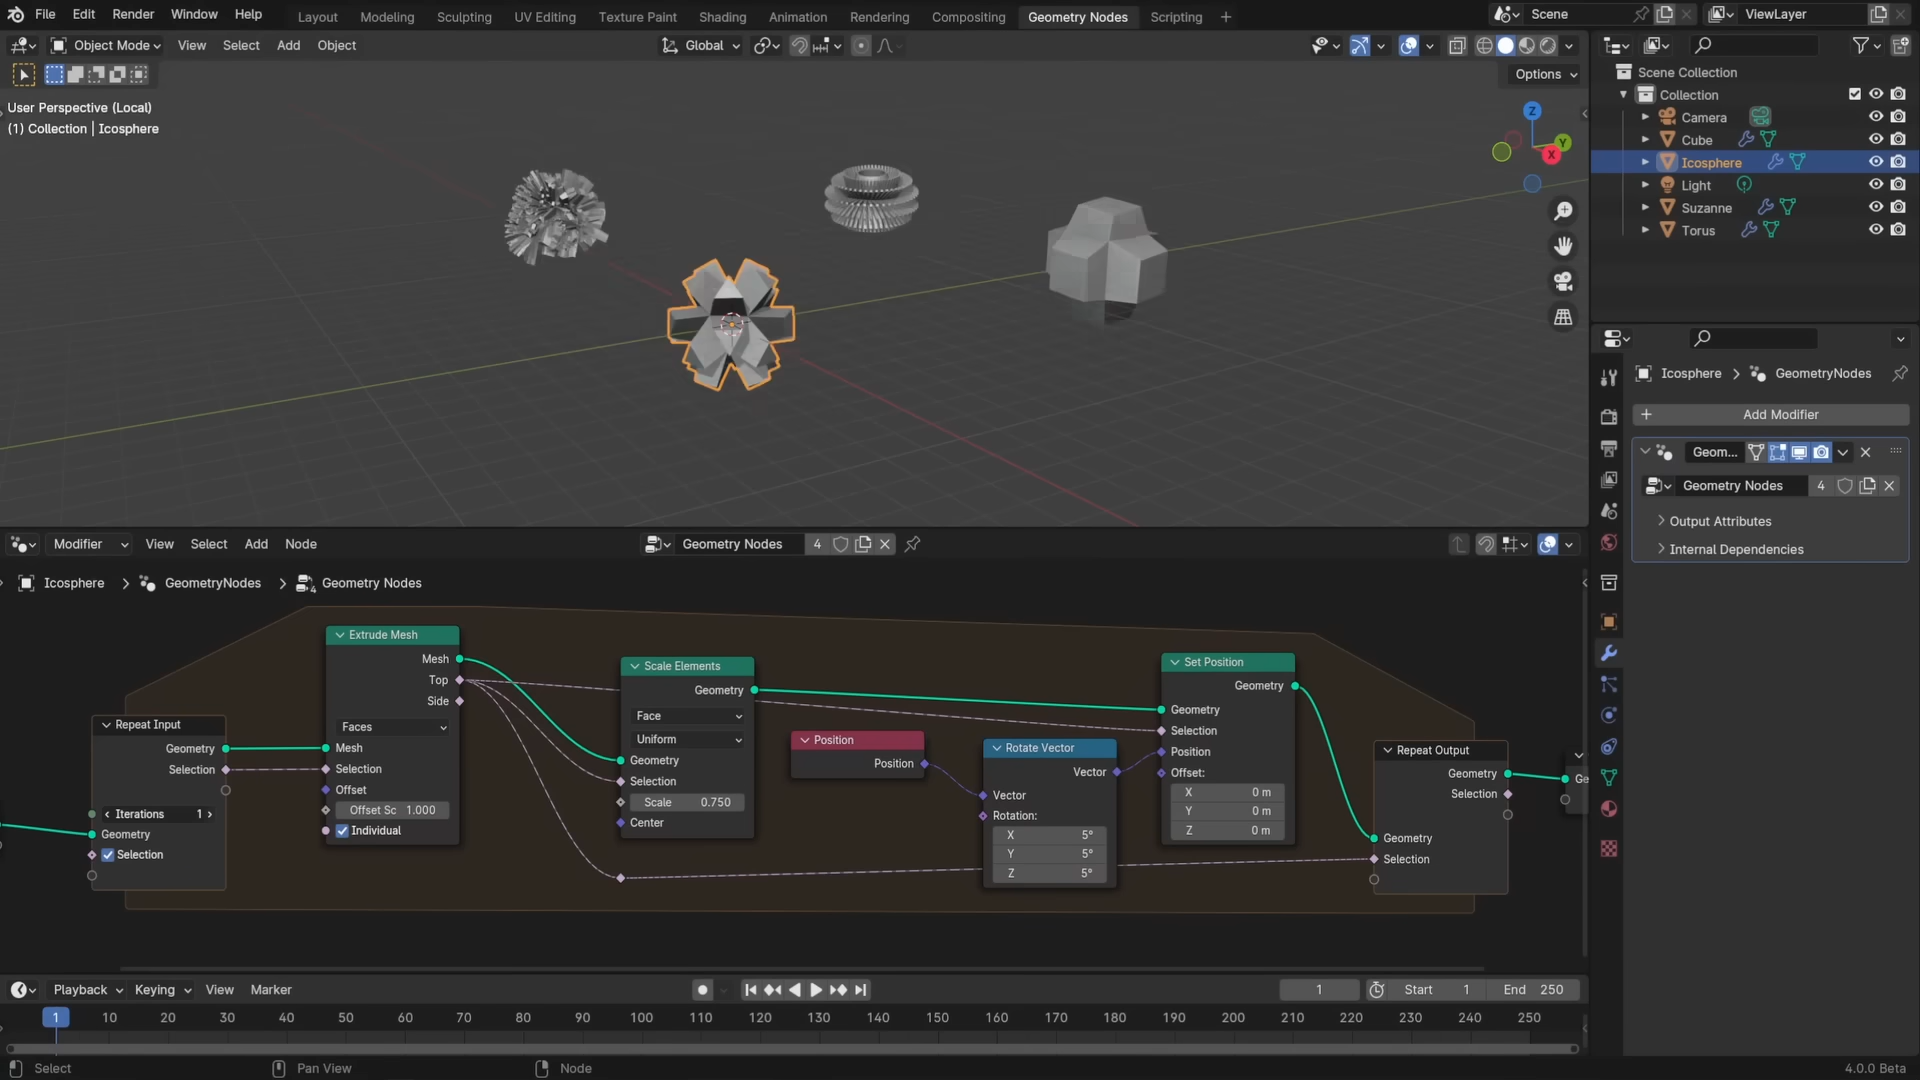 File Edit Render Window Help Layout Modeling Sculpting UV Editing Texture Paint Shading Animation Rendering Compositing Geometry Nodes Scripting + Scene ViewLayer
Object Mode View Select Add Object Global
Options
User Perspective (Local)
(1) Collection | Icosphere
Z
Y
X
Scene Collection
Collection
Camera
Cube
Icosphere
Light
Suzanne
Torus
Icosphere > GeometryNodes
+ Add Modifier
Geom...
Geometry Nodes 4
Output Attributes
Internal Dependencies
Modifier View Select Add Node Geometry Nodes 4
Icosphere > GeometryNodes > Geometry Nodes
Repeat Input
Geometry
Selection
Iterations 1
Geometry
Selection
Extrude Mesh
Mesh
Top
Side
Faces
Mesh
Selection
Offset
Offset Sc 1.000
Individual
Scale Elements
Geometry
Face
Uniform
Geometry
Selection
Scale 0.750
Center
Position
Position
Rotate Vector
Vector
Vector
Rotation:
X 5°
Y 5°
Z 5°
Set Position
Geometry
Geometry
Selection
Position
Offset:
X 0 m
Y 0 m
Z 0 m
Repeat Output
Geometry
Selection
Geometry
Selection
Ge
Playback Keying View Marker 1 Start 1 End 250
1 10 20 30 40 50 60 70 80 90 100 110 120 130 140 150 160 170 180 190 200 210 220 230 240 250
Select Pan View Node 4.0.0 Beta